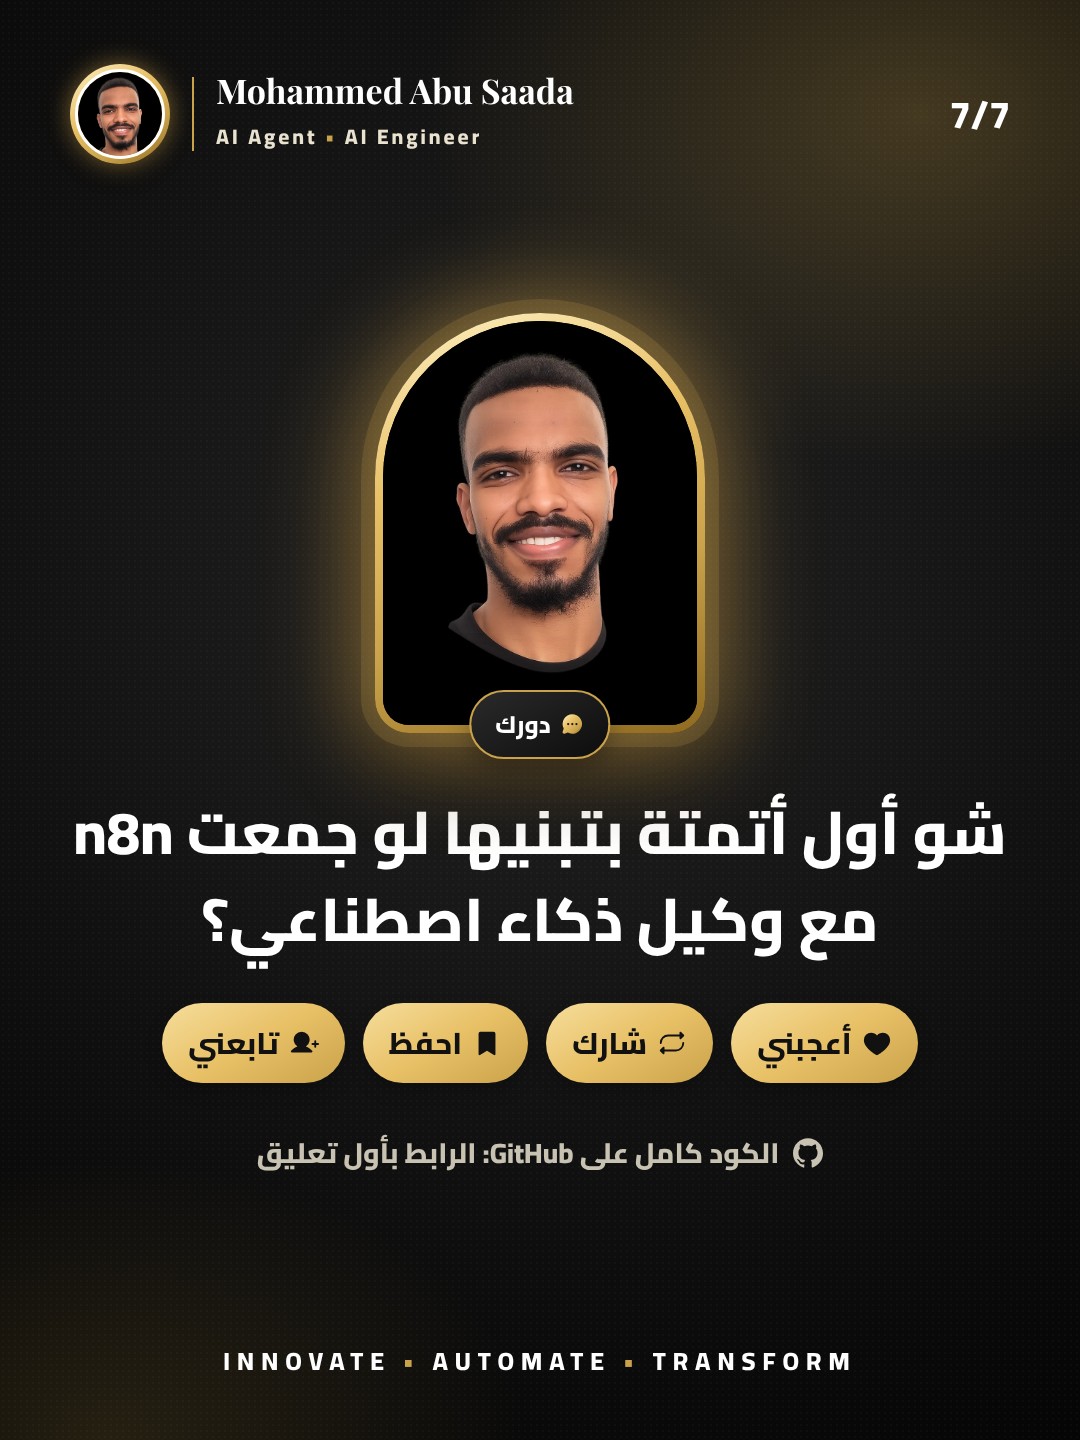 Mohammed Abu Saada
AI Agent ▪ AI Engineer
7/7
دورك
شو أول أتمتة بتبنيها لو جمعت n8n
مع وكيل ذكاء اصطناعي؟
أعجبني
شارك
احفظ
تابعني
الكود كامل على GitHub: الرابط بأول تعليق
INNOVATE ▪ AUTOMATE ▪ TRANSFORM